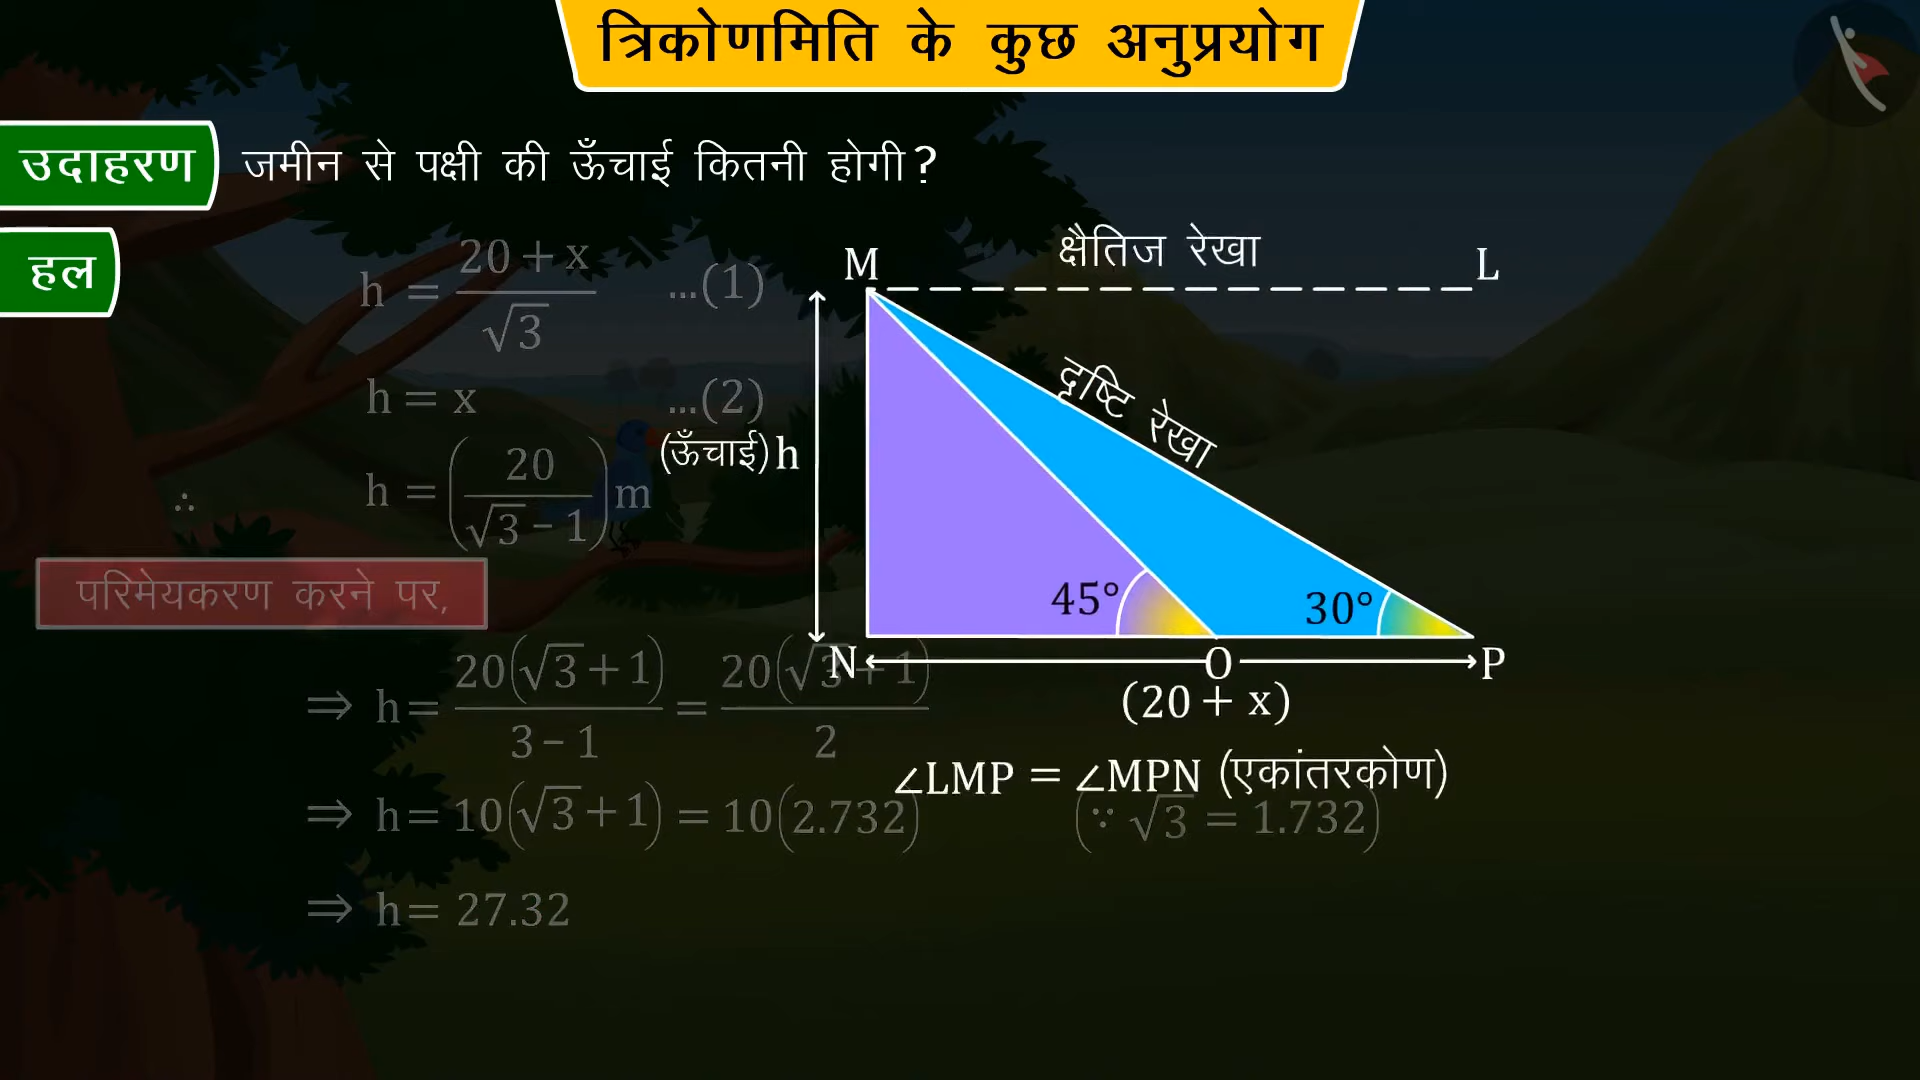 त्रिकोणमिति के कुछ अनुप्रयोग
उदाहरण जमीन से पक्षी की ऊँचाई कितनी होगी?
हल
h = (20 + x)/√3 ...(1)
h = x ...(2)
∴ h = (20/(√3 - 1)) m
परिमेयकरण करने पर,
⇒ h = 20(√3 + 1)/(3 - 1) = 20(√3 + 1)/2
⇒ h = 10(√3 + 1) = 10(2.732) (∵ √3 = 1.732)
⇒ h = 27.32
M क्षैतिज रेखा L
दृष्टि रेखा
(ऊँचाई) h
45° 30°
N O P
(20 + x)
∠LMP = ∠MPN (एकांतरकोण)